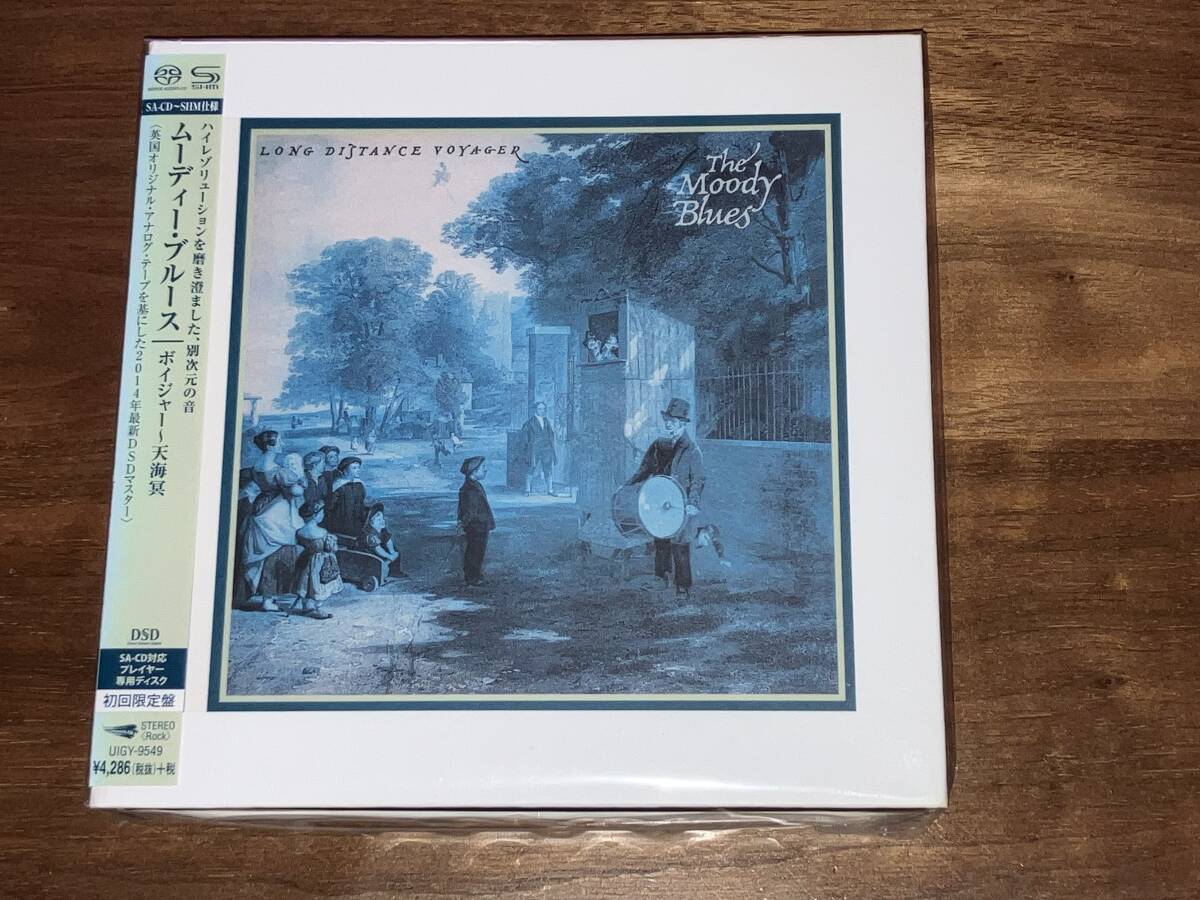 SA-CD～SHM仕様
ハイレゾリューションを磨き澄ました、別次元の音
ムーディー・ブルース
ボイジャー～天海冥
〈英国オリジナル・アナログ・テープを基にした2014年最新DSDマスター〉
DSD
SA-CD対応
プレイヤー
専用ディスク
初回限定盤
STEREO
〈Rock〉
UIGY-9549
¥4,286[税抜]+税
LONG DISTANCE VOYAGER
The
Moody
Blues
SHM